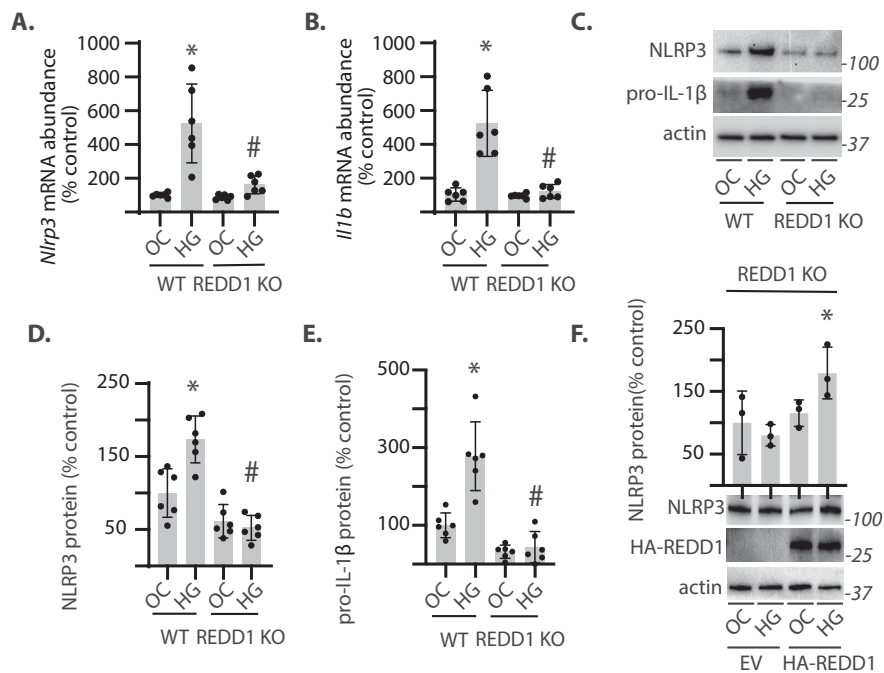 A.
Nlrp3 mRNA abundance
(% control)
1000
800
600
400
200
*
#
OC
HG
OC
HG
WT REDD1 KO
B.
Il1b mRNA abundance
(% control)
1000
800
600
400
200
*
#
OC
HG
OC
HG
WT REDD1 KO
C.
NLRP3
-100
pro-IL-1β
-25
actin
-37
OC
HG
OC
HG
WT REDD1 KO
D.
NLRP3 protein (% control)
250
150
50
*
#
OC
HG
OC
HG
WT REDD1 KO
E.
pro-IL-1β protein (% control)
500
300
100
*
#
OC
HG
OC
HG
WT REDD1 KO
F.
REDD1 KO
NLRP3 protein(% control)
250
150
50
*
NLRP3
-100
HA-REDD1
-25
actin
-37
OC
HG
OC
HG
EV HA-REDD1